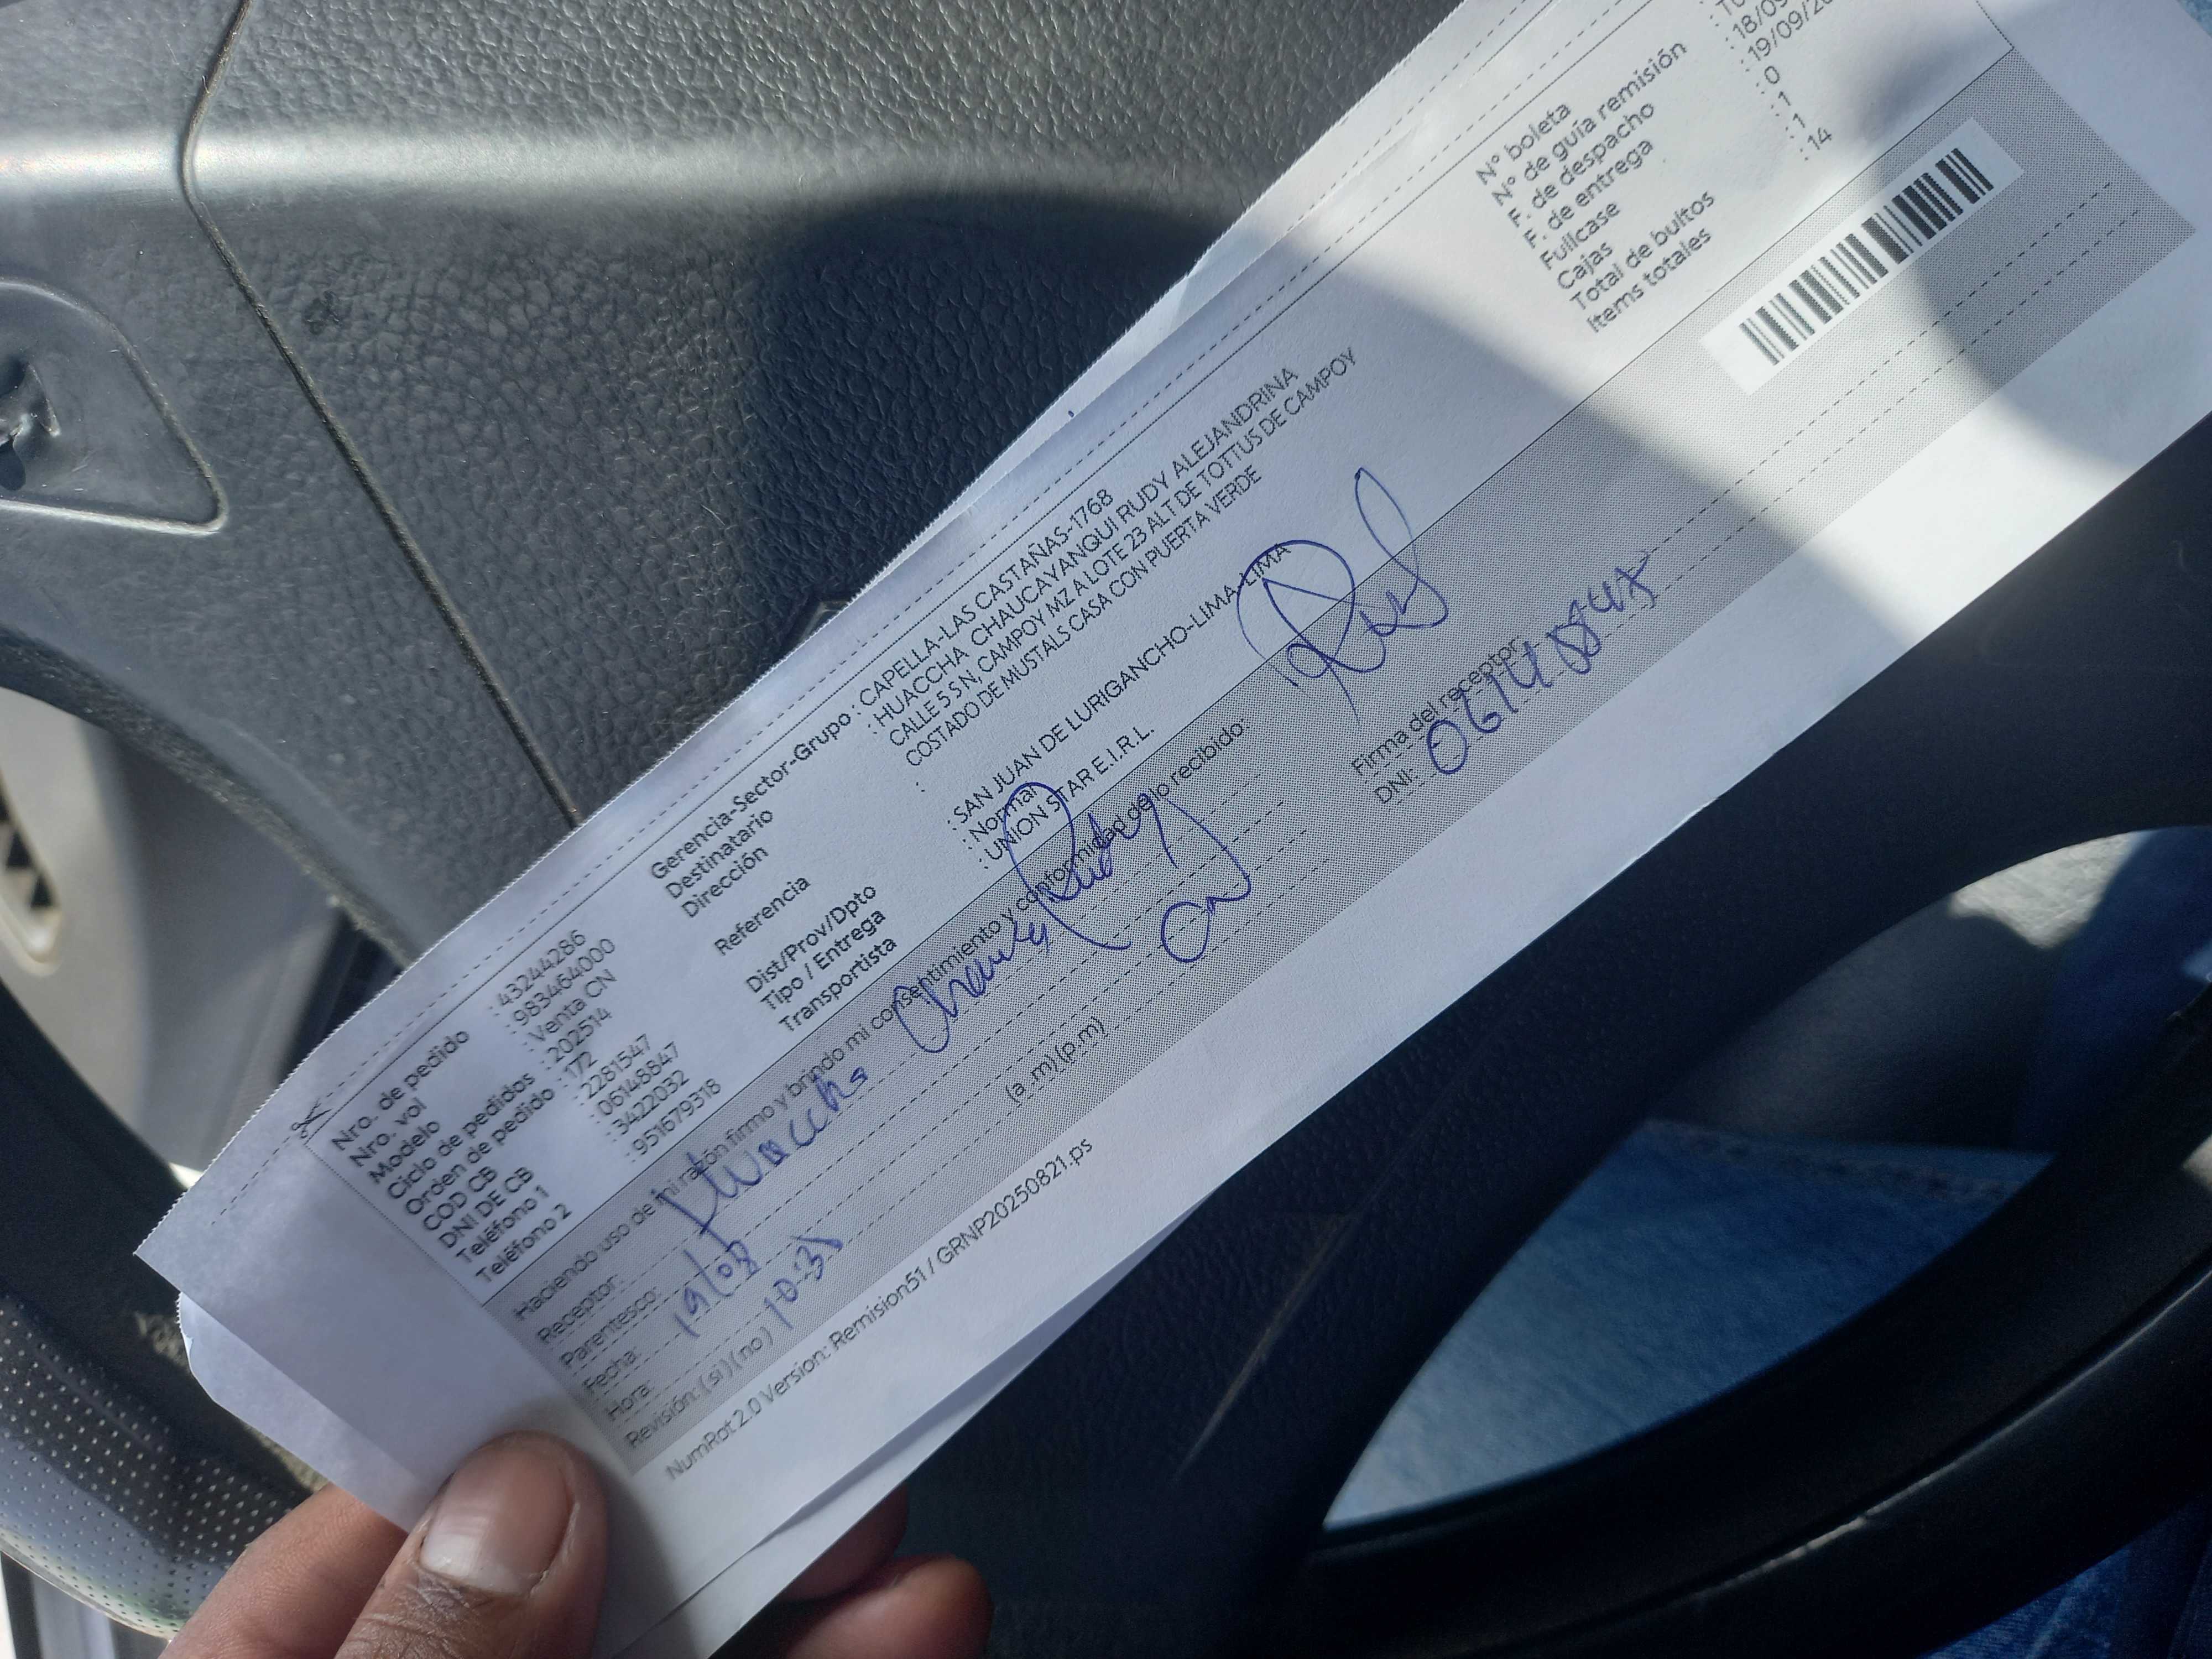 Nro. de pedido : 43244286
Nro. vol : 983464000
Modelo : Venta CN
Ciclo de pedidos : 202514
Orden de pedido : 172
COD CB : 2281547
DNI DE CB : 06148847
Teléfono 1 : 3422032
Teléfono 2 : 951679318
Gerencia-Sector-Grupo : CAPELLA-LAS CASTAÑAS-1768
Destinatario : HUACCHA CHAUCAYANQUI RUDY ALEJANDRINA
Dirección CALLE 5 S N, CAMPOY MZ A LOTE 23 ALT DE TOTTUS DE CAMPOY
COSTADO DE MUSTALS CASA CON PUERTA VERDE
Referencia :
Dist/Prov/Dpto : SAN JUAN DE LURIGANCHO-LIMA-LIMA
Tipo / Entrega : Normal
Transportista : UNION STAR E.I.R.L.
N° boleta
N° de guía remisión
F. de despacho : 18/09
F. de entrega : 19/09/20
Fullcase : 0
Cajas : 1
Total de bultos : 1
Items totales : 14
Haciendo uso de mi razón firmo y brindo mi consentimiento y conformidad de lo recibido:
Receptor: Huaccha Rudy
Parentesco:
Fecha: 19/09
Hora: 10:38 (a.m) (p.m)
Revisión: (si) (no)
Firma del receptor
DNI: 06148847
NumRot 2.0 Version: Remision51 / GRNP20250821.ps